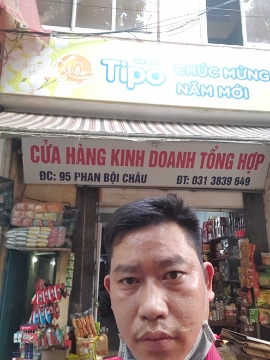 Tipo
CHÚC MỪNG
NĂM MỚI
CỬA HÀNG KINH DOANH TỔNG HỢP
ĐC: 95 PHAN BỘI CHÂU
ĐT: 031 3839 649